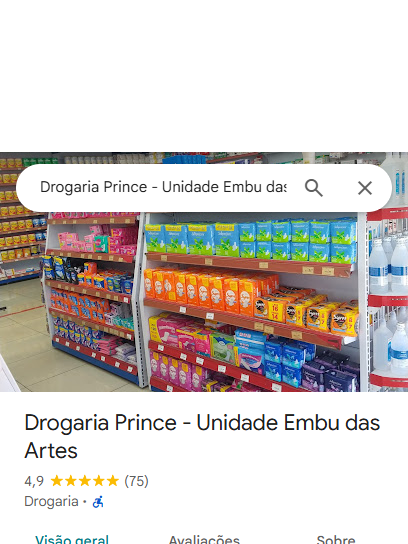 Drogaria Prince - Unidade Embu das
Drogaria Prince - Unidade Embu das
Artes
4,9 (75)
Drogaria ·
Visão geral Avaliações Sobre